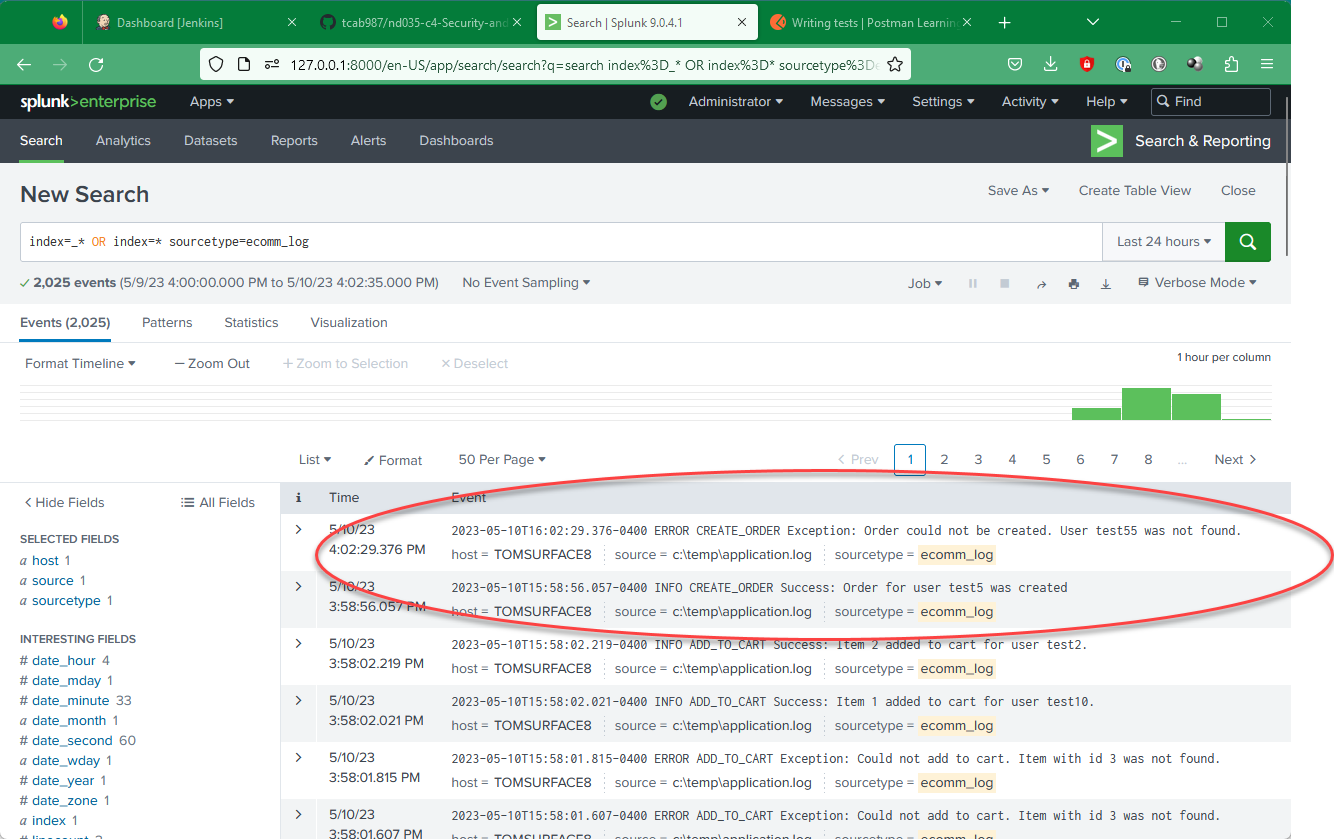 Dashboard [Jenkins]
tcab987/nd035-c4-Security-and
Search | Splunk 9.0.4.1
Writing tests | Postman Learning
127.0.0.1:8000/en-US/app/search/search?q=search index%3D_* OR index%3D* sourcetype%3De
splunk>enterprise Apps Administrator Messages Settings Activity Help Find
Search Analytics Datasets Reports Alerts Dashboards Search & Reporting
New Search Save As Create Table View Close
index=_* OR index=* sourcetype=ecomm_log Last 24 hours
2,025 events (5/9/23 4:00:00.000 PM to 5/10/23 4:02:35.000 PM) No Event Sampling Job Verbose Mode
Events (2,025) Patterns Statistics Visualization
Format Timeline — Zoom Out + Zoom to Selection × Deselect 1 hour per column
List Format 50 Per Page < Prev 1 2 3 4 5 6 7 8 ... Next >
< Hide Fields All Fields
SELECTED FIELDS
a host 1
a source 1
a sourcetype 1
INTERESTING FIELDS
# date_hour 4
# date_mday 1
# date_minute 33
a date_month 1
# date_second 60
a date_wday 1
# date_year 1
# date_zone 1
a index 1
# linecount 2
i Time Event
5/10/23
4:02:29.376 PM
2023-05-10T16:02:29.376-0400 ERROR CREATE_ORDER Exception: Order could not be created. User test55 was not found.
host = TOMSURFACE8 source = c:\temp\application.log sourcetype = ecomm_log
5/10/23
3:58:56.057 PM
2023-05-10T15:58:56.057-0400 INFO CREATE_ORDER Success: Order for user test5 was created
host = TOMSURFACE8 source = c:\temp\application.log sourcetype = ecomm_log
5/10/23
3:58:02.219 PM
2023-05-10T15:58:02.219-0400 INFO ADD_TO_CART Success: Item 2 added to cart for user test2.
host = TOMSURFACE8 source = c:\temp\application.log sourcetype = ecomm_log
5/10/23
3:58:02.021 PM
2023-05-10T15:58:02.021-0400 INFO ADD_TO_CART Success: Item 1 added to cart for user test10.
host = TOMSURFACE8 source = c:\temp\application.log sourcetype = ecomm_log
5/10/23
3:58:01.815 PM
2023-05-10T15:58:01.815-0400 ERROR ADD_TO_CART Exception: Could not add to cart. Item with id 3 was not found.
host = TOMSURFACE8 source = c:\temp\application.log sourcetype = ecomm_log
5/10/23
3:58:01.607 PM
2023-05-10T15:58:01.607-0400 ERROR ADD_TO_CART Exception: Could not add to cart. Item with id 3 was not found.
host = TOMSURFACE8 source = c:\temp\application.log sourcetype = ecomm_log